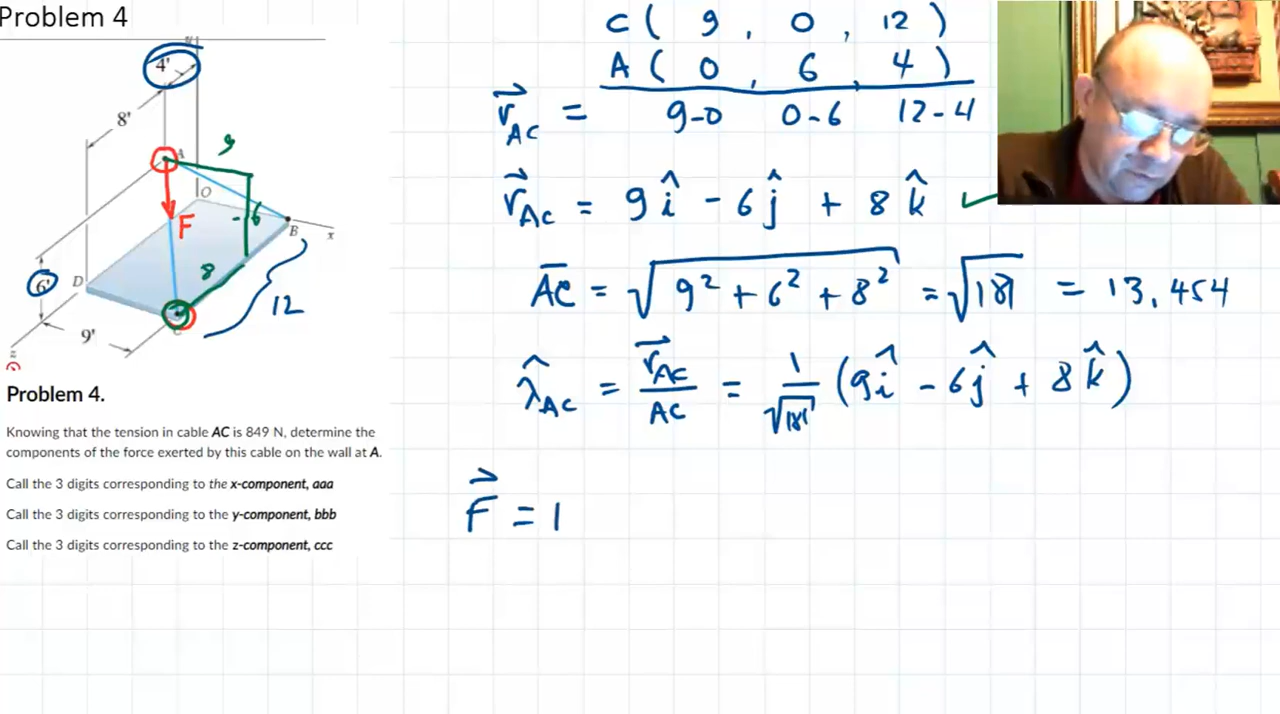 Problem 4
4'
8'
A
O
F
B
x
D
6'
C
9'
z
9
-6
8
12
Problem 4.
Knowing that the tension in cable AC is 849 N, determine the
components of the force exerted by this cable on the wall at A.
Call the 3 digits corresponding to the x-component, aaa
Call the 3 digits corresponding to the y-component, bbb
Call the 3 digits corresponding to the z-component, ccc
C ( 9 , 0 , 12 )
A ( 0 , 6 , 4 )
r⃗AC = 9-0 0-6 12-4
r⃗AC = 9 î - 6 ĵ + 8 k̂ ✓
A̅C̅ = √(9² + 6² + 8²) = √181 = 13.454
λ̂AC = r⃗AC / AC = 1/√181 (9î - 6ĵ + 8k̂)
F⃗ = 1